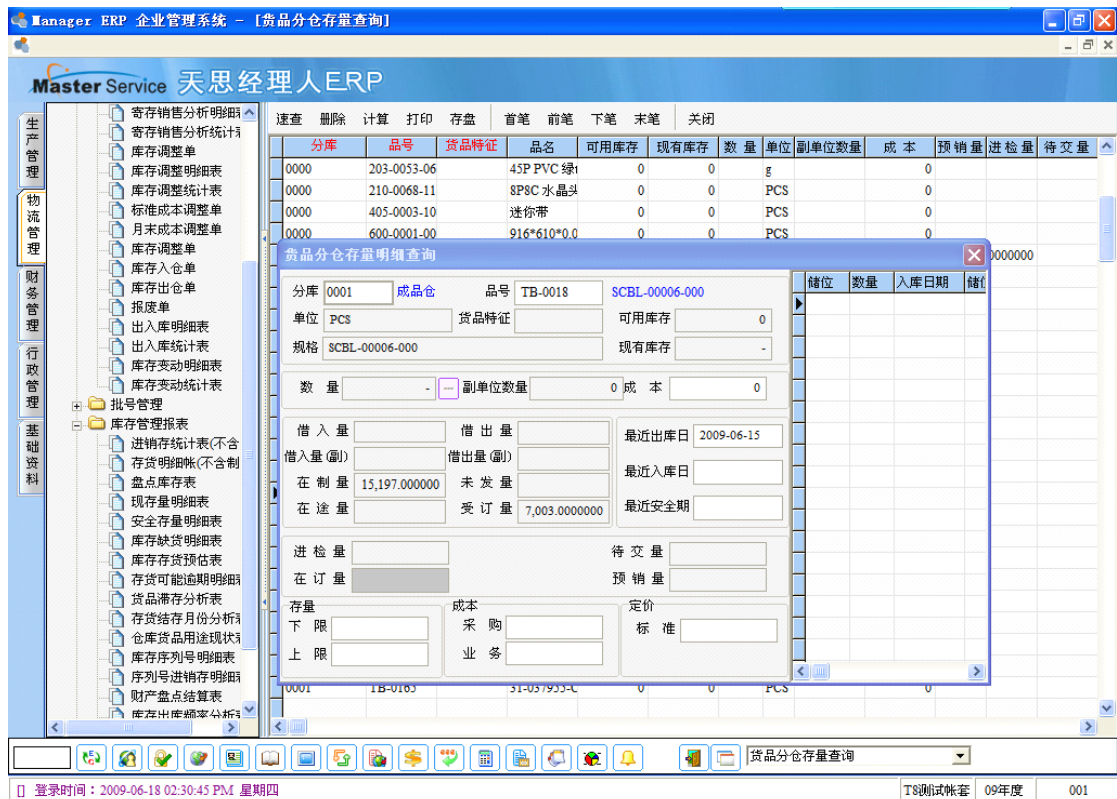 Manager ERP 企业管理系统 - [货品分仓存量查询]
Master Service 天思经理人ERP
生产管理
物流管理
财务管理
行政管理
基础资料
寄存销售分析明细
寄存销售分析统计
库存调整单
库存调整明细表
库存调整统计表
标准成本调整单
月末成本调整单
库存调整单
库存入仓单
库存出仓单
报废单
出入库明细表
出入库统计表
库存变动明细表
库存变动统计表
批号管理
库存管理报表
进销存统计表(不含
存货明细帐(不含制
盘点库存表
现存量明细表
安全存量明细表
库存缺货明细表
库存存货预估表
存货可能逾期明细
货品滞存分析表
存货结存月份分析
仓库货品用途现状
库存序列号明细表
序列号进销存明细
财产盘点结算表
库存出库频率分析
速查 删除 计算 打印 存盘 首笔 前笔 下笔 末笔 关闭
分库 品号 货品特征 品名 可用库存 现有库存 数 量 单位 副单位数量 成 本 预销量 进检量 待交量
0000 203-0053-06 45P PVC 绿 0 0 g 0
0000 210-0068-11 8P8C 水晶头 0 0 PCS 0
0000 405-0003-10 迷你带 0 0 PCS 0
0000 600-0001-00 916*610*0.0 0 0 PCS 0
0000000
货品分仓存量明细查询
分库 0001 成品仓 品号 TB-0018 SCBL-00006-000
单位 PCS 货品特征 可用库存 0
规格 SCBL-00006-000 现有库存 -
数 量 - ... 副单位数量 0 成 本 0
借 入 量 借 出 量 最近出库日 2009-06-15
借入量(副) 借出量(副) 最近入库日
在 制 量 15,197.000000 未 发 量
在 途 量 受 订 量 7,003.0000000 最近安全期
进 检 量 待 交 量
在 订 量 预 销 量
存量 成本 定价
下 限 采 购 标 准
上 限 业 务
储位 数量 入库日期 储位
0001 TB-0165 31-037955-C 0 0 PCS 0
货品分仓存量查询
[] 登录时间：2009-06-18 02:30:45 PM 星期四 T8测试帐套 09年度 001